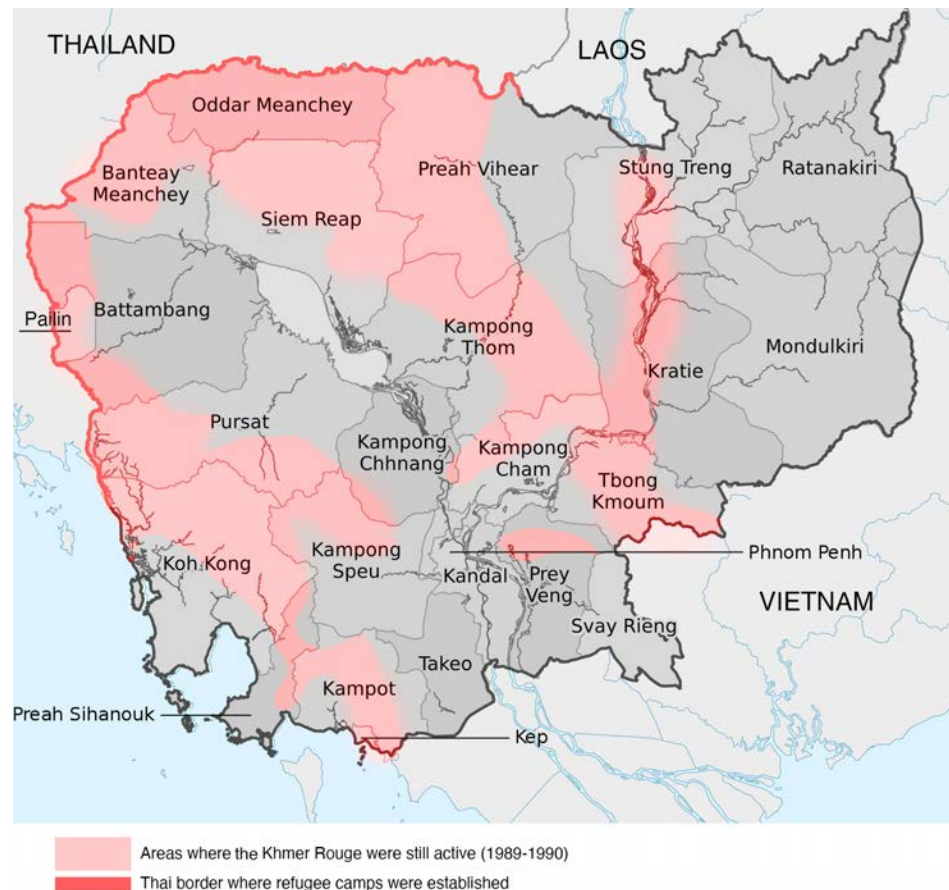 THAILAND
LAOS
Oddar Meanchey
Banteay
Meanchey
Preah Vihear
Stung Treng
Ratanakiri
Siem Reap
Pailin
Battambang
Kampong
Thom
Mondulkiri
Kratie
Pursat
Kampong
Chhnang
Kampong
Cham
Tbong
Kmoum
Phnom Penh
Koh Kong
Kampong
Speu
Kandal
Prey
Veng
VIETNAM
Svay Rieng
Takeo
Kampot
Preah Sihanouk
Kep
Areas where the Khmer Rouge were still active (1989-1990)
Thai border where refugee camps were established